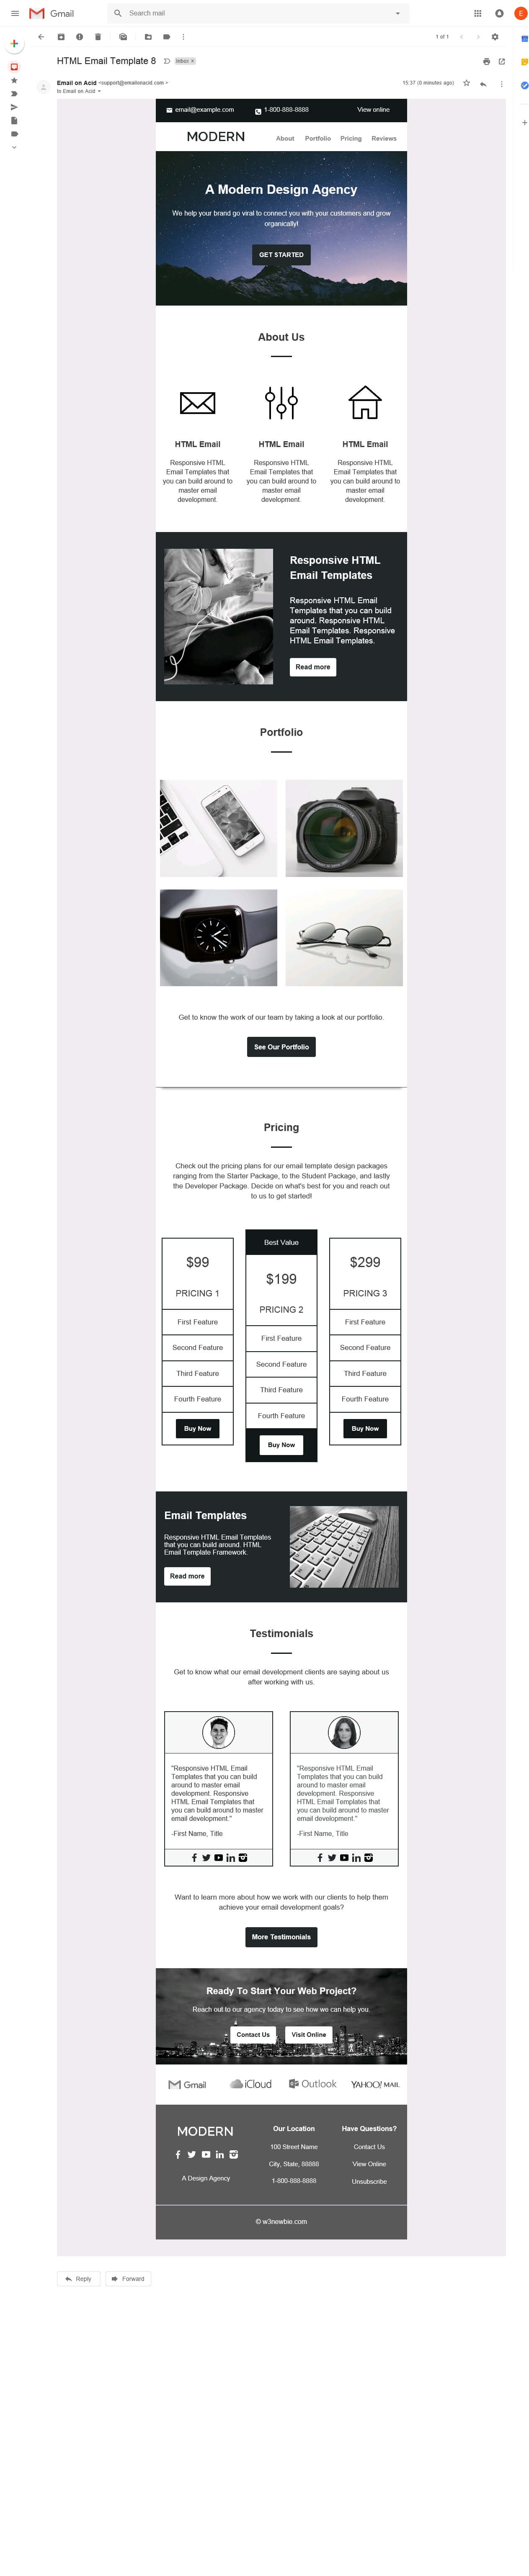 Gmail
Search mail
E
1 of 1
HTML Email Template 8
Inbox ×
Email on Acid <support@emailonacid.com>
15:37 (0 minutes ago)
to Email on Acid
email@example.com
1-800-888-8888
View online
MODERN
About
Portfolio
Pricing
Reviews
A Modern Design Agency
We help your brand go viral to connect you with your customers and grow
organically!
GET STARTED
About Us
HTML Email
Responsive HTML
Email Templates that
you can build around to
master email
development.
HTML Email
Responsive HTML
Email Templates that
you can build around to
master email
development.
HTML Email
Responsive HTML
Email Templates that
you can build around to
master email
development.
Responsive HTML
Email Templates
Responsive HTML Email
Templates that you can build
around. Responsive HTML
Email Templates. Responsive
HTML Email Templates.
Read more
Portfolio
Get to know the work of our team by taking a look at our portfolio.
See Our Portfolio
Pricing
Check out the pricing plans for our email template design packages
ranging from the Starter Package, to the Student Package, and lastly
the Developer Package. Decide on what's best for you and reach out
to us to get started!
$99
PRICING 1
First Feature
Second Feature
Third Feature
Fourth Feature
Buy Now
Best Value
$199
PRICING 2
First Feature
Second Feature
Third Feature
Fourth Feature
Buy Now
$299
PRICING 3
First Feature
Second Feature
Third Feature
Fourth Feature
Buy Now
Email Templates
Responsive HTML Email Templates
that you can build around. HTML
Email Template Framework.
Read more
Testimonials
Get to know what our email development clients are saying about us
after working with us.
"Responsive HTML Email
Templates that you can build
around to master email
development. Responsive
HTML Email Templates that
you can build around to master
email development."
-First Name, Title
"Responsive HTML Email
Templates that you can build
around to master email
development. Responsive
HTML Email Templates that
you can build around to master
email development."
-First Name, Title
Want to learn more about how we work with our clients to help them
achieve your email development goals?
More Testimonials
Ready To Start Your Web Project?
Reach out to our agency today to see how we can help you.
Contact Us
Visit Online
Gmail
iCloud
Outlook
YAHOO! MAIL
MODERN
A Design Agency
Our Location
100 Street Name
City, State, 88888
1-800-888-8888
Have Questions?
Contact Us
View Online
Unsubscribe
© w3newbie.com
Reply
Forward